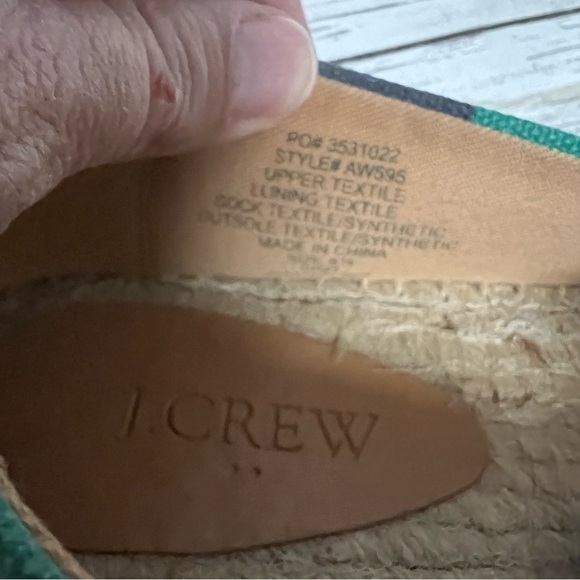 PO# 3531022
STYLE# AW595
UPPER TEXTILE
LINING TEXTILE
SOCK TEXTILE/SYNTHETIC
OUTSOLE TEXTILE/SYNTHETIC
MADE IN CHINA
J.CREW